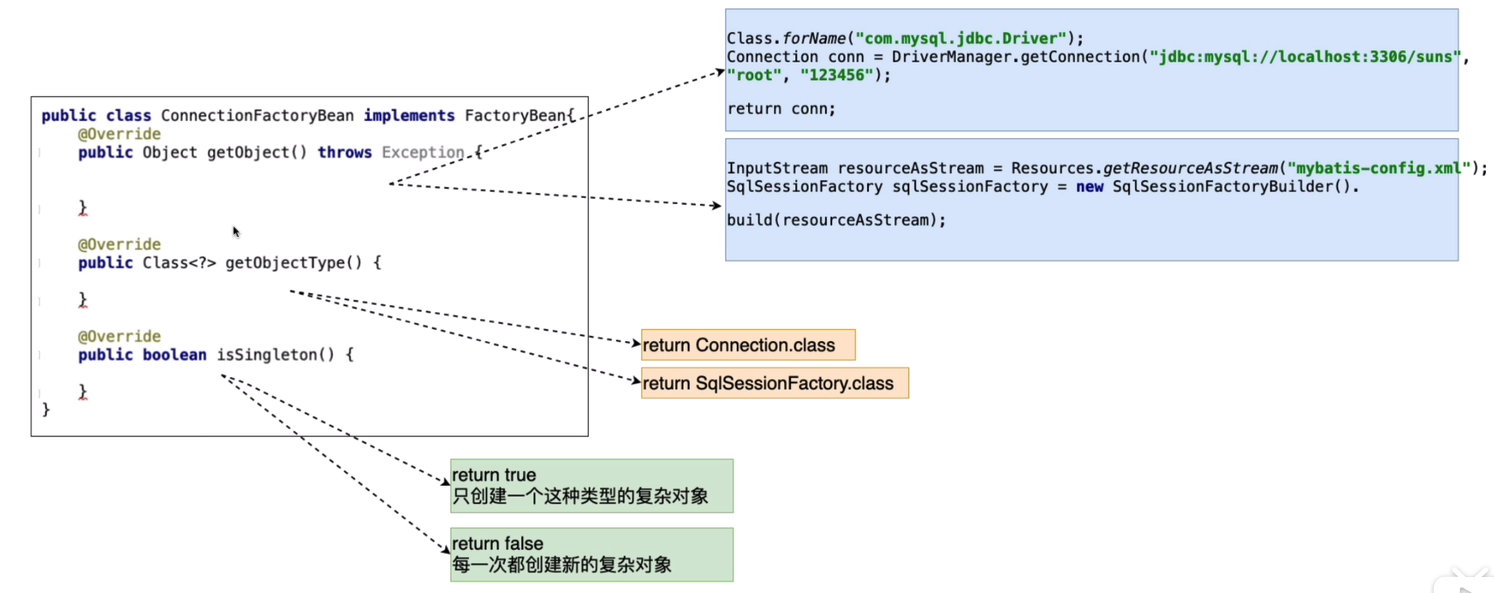 public class ConnectionFactoryBean implements FactoryBean{
@Override
public Object getObject() throws Exception {
}
@Override
public Class<?> getObjectType() {
}
@Override
public boolean isSingleton() {
}
}
Class.forName("com.mysql.jdbc.Driver");
Connection conn = DriverManager.getConnection("jdbc:mysql://localhost:3306/suns",
"root", "123456");
return conn;
InputStream resourceAsStream = Resources.getResourceAsStream("mybatis-config.xml");
SqlSessionFactory sqlSessionFactory = new SqlSessionFactoryBuilder().
build(resourceAsStream);
return Connection.class
return SqlSessionFactory.class
return true
只创建一个这种类型的复杂对象
return false
每一次都创建新的复杂对象